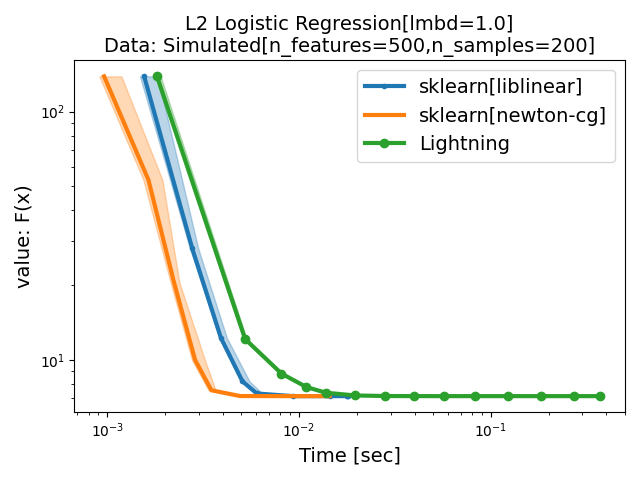 L2 Logistic Regression[lmbd=1.0]
Data: Simulated[n_features=500,n_samples=200]
sklearn[liblinear]
sklearn[newton-cg]
Lightning
value: F(x)
10²
10¹
10⁻³
10⁻²
10⁻¹
Time [sec]